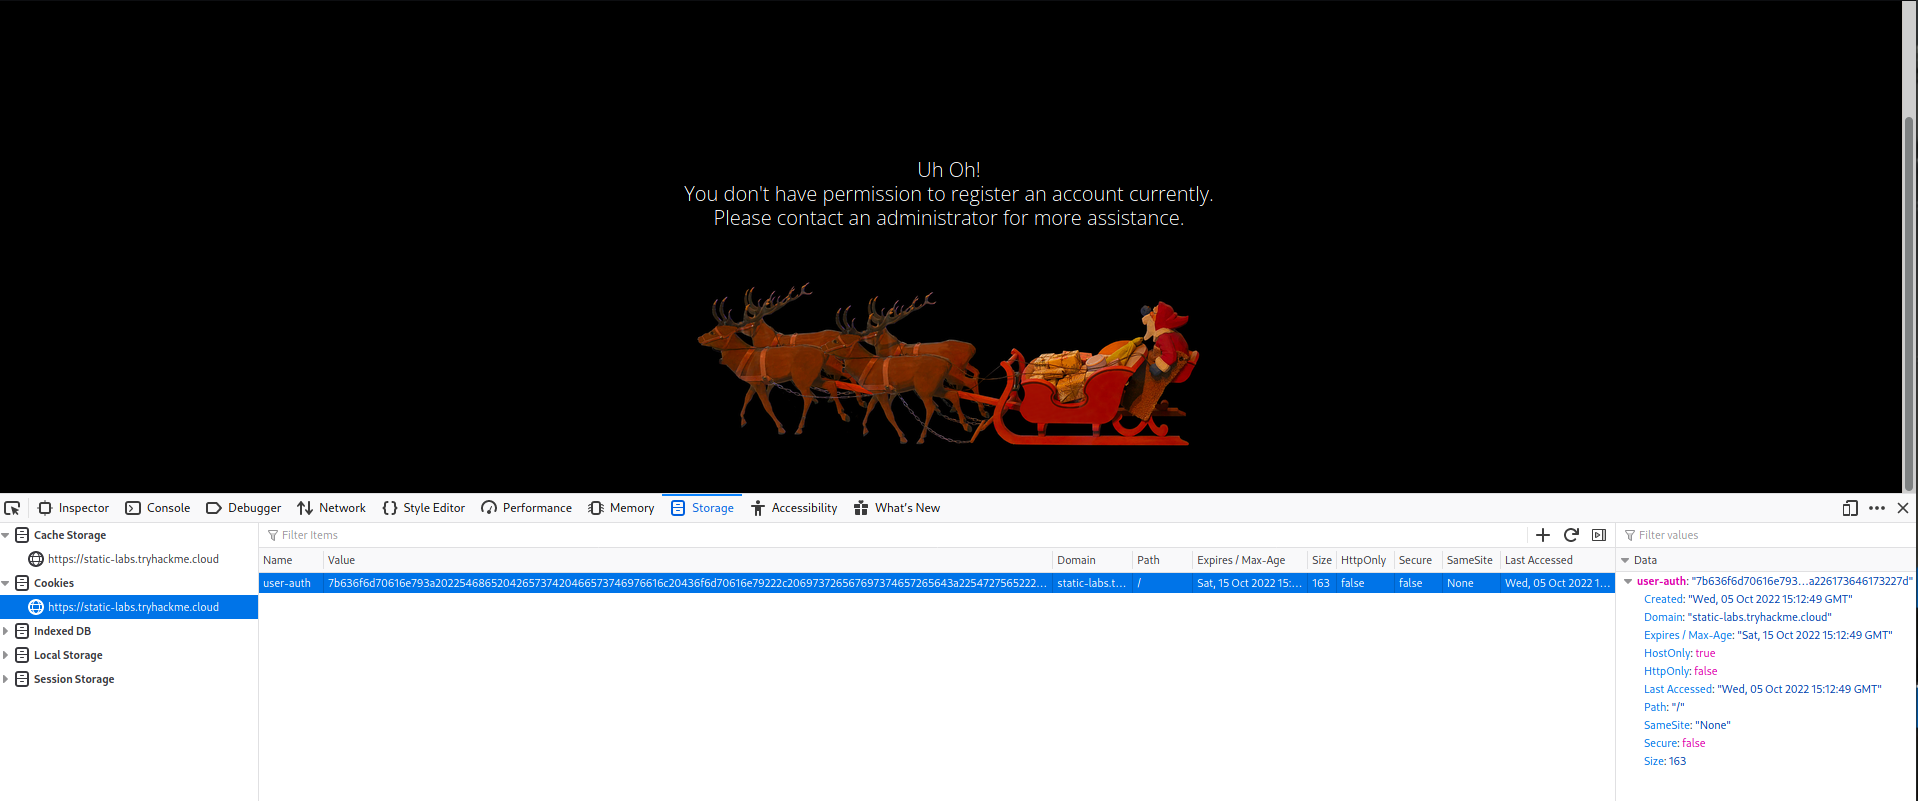 Uh Oh!
You don't have permission to register an account currently.
Please contact an administrator for more assistance.
Inspector Console Debugger Network Style Editor Performance Memory Storage Accessibility What's New
Cache Storage
https://static-labs.tryhackme.cloud
Cookies
https://static-labs.tryhackme.cloud
Indexed DB
Local Storage
Session Storage
Filter Items
Name Value Domain Path Expires / Max-Age Size HttpOnly Secure SameSite Last Accessed
user-auth 7b636f6d70616e793a2022546865204265737420466573746976616c20436f6d70616e79222c206973726567697374657265643a2254727565222... static-labs.t... / Sat, 15 Oct 2022 15:... 163 false false None Wed, 05 Oct 2022 1...
Filter values
Data
user-auth: "7b636f6d70616e793...a226173646173227d"
Created: "Wed, 05 Oct 2022 15:12:49 GMT"
Domain: "static-labs.tryhackme.cloud"
Expires / Max-Age: "Sat, 15 Oct 2022 15:12:49 GMT"
HostOnly: true
HttpOnly: false
Last Accessed: "Wed, 05 Oct 2022 15:12:49 GMT"
Path: "/"
SameSite: "None"
Secure: false
Size: 163